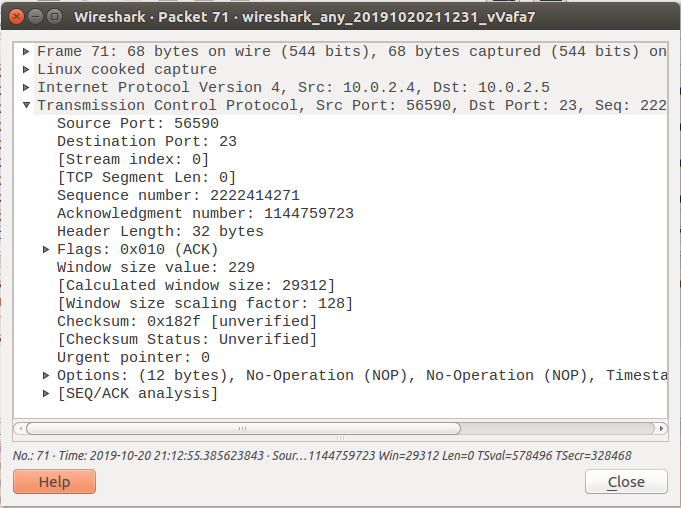 Wireshark · Packet 71 · wireshark_any_20191020211231_vVafa7
Frame 71: 68 bytes on wire (544 bits), 68 bytes captured (544 bits) on
Linux cooked capture
Internet Protocol Version 4, Src: 10.0.2.4, Dst: 10.0.2.5
Transmission Control Protocol, Src Port: 56590, Dst Port: 23, Seq: 222
Source Port: 56590
Destination Port: 23
[Stream index: 0]
[TCP Segment Len: 0]
Sequence number: 2222414271
Acknowledgment number: 1144759723
Header Length: 32 bytes
Flags: 0x010 (ACK)
Window size value: 229
[Calculated window size: 29312]
[Window size scaling factor: 128]
Checksum: 0x182f [unverified]
[Checksum Status: Unverified]
Urgent pointer: 0
Options: (12 bytes), No-Operation (NOP), No-Operation (NOP), Timesta
[SEQ/ACK analysis]
No.: 71 · Time: 2019-10-20 21:12:55.385623843 · Sour…1144759723 Win=29312 Len=0 TSval=578496 TSecr=328468
Help
Close